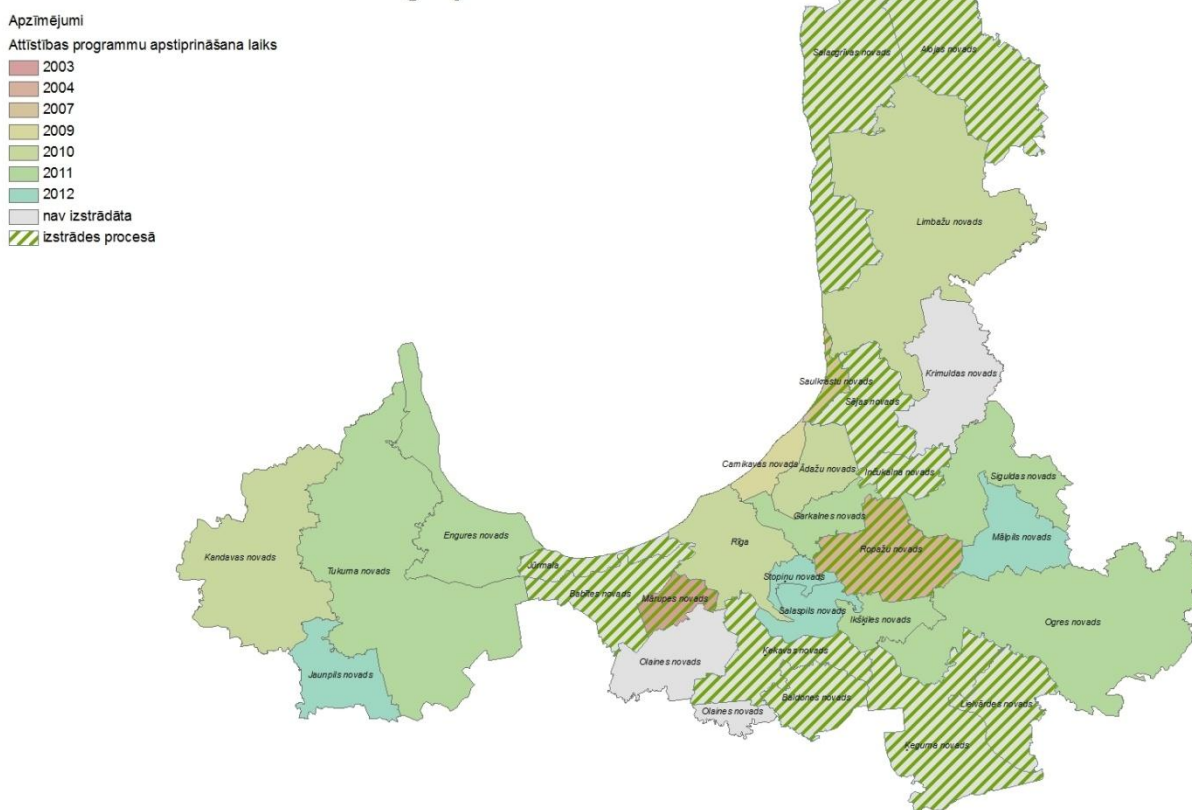 Apzīmējumi
Attīstības programmu apstiprināšana laiks
2003
2004
2007
2009
2010
2011
2012
nav izstrādāta
izstrādes procesā
Salacgrīvas novads
Alojas novads
Limbažu novads
Krimuldas novads
Saulkrastu novads
Sējas novads
Carnikavas novads
Ādažu novads
Inčukalna novads
Siguldas novads
Garkalnes novads
Mālpils novads
Ropažu novads
Rīga
Engures novads
Kandavas novads
Tukuma novads
Jūrmala
Babītes novads
Mārupes novads
Stopiņu novads
Salaspils novads
Ikšķiles novads
Ogres novads
Ķekavas novads
Olaines novads
Jaunpils novads
Baldones novads
Lielvārdes novads
Olaines novads
Ķeguma novads